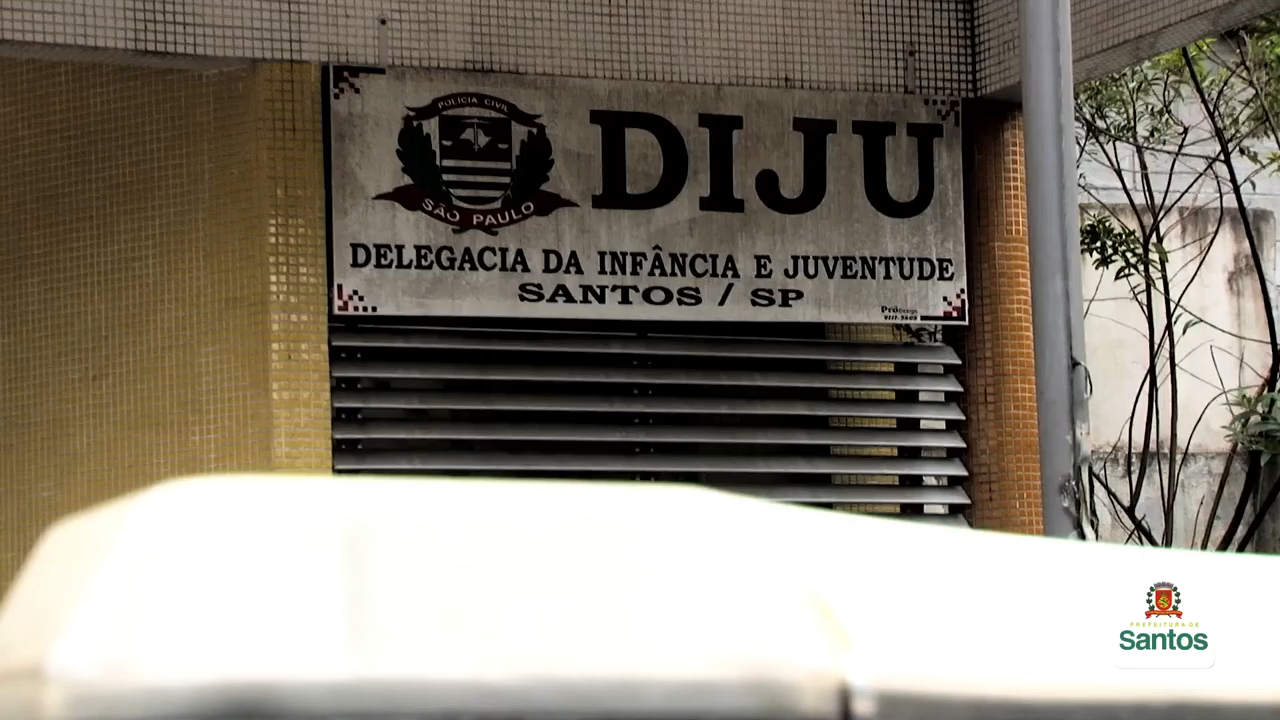 POLÍCIA CIVIL
SÃO PAULO
DIJU
DELEGACIA DA INFÂNCIA E JUVENTUDE
SANTOS / SP
PREFEITURA DE
Santos